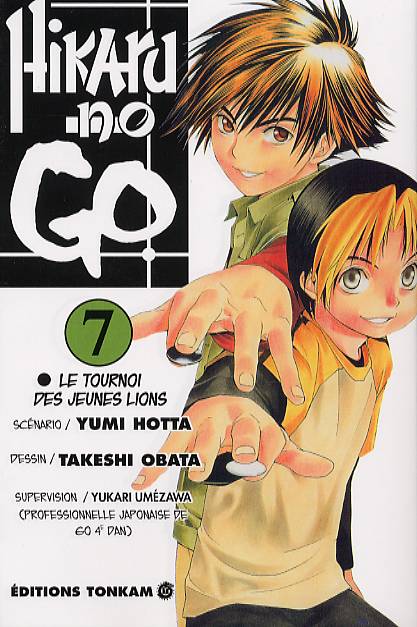 HIKARU
NO
GO
7
● LE TOURNOI
DES JEUNES LIONS
SCÉNARIO / YUMI HOTTA
DESSIN / TAKESHI OBATA
SUPERVISION / YUKARI UMÉZAWA
(PROFESSIONNELLE JAPONAISE DE
GO 4E DAN)
ÉDITIONS TONKAM